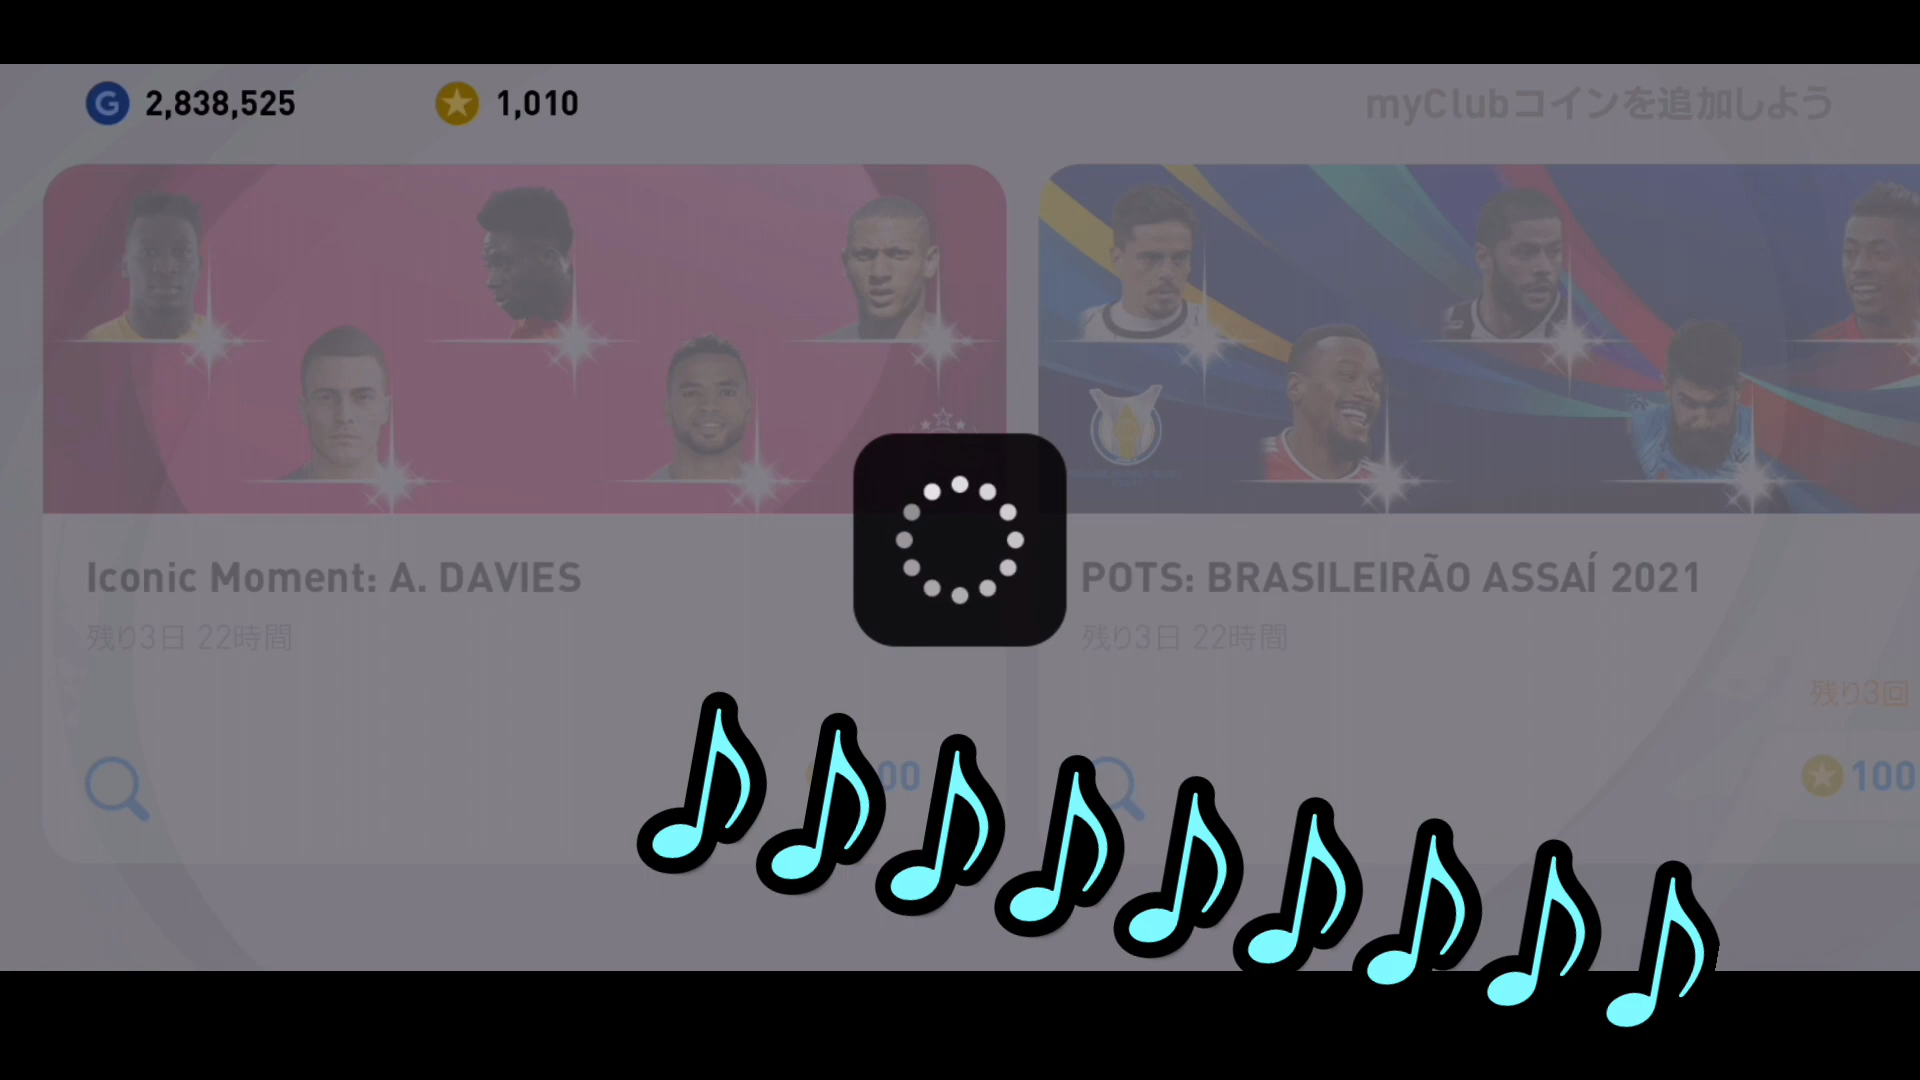 2,838,525
1,010
myClubコインを追加しよう
Iconic Moment: A. DAVIES
残り3日 22時間
00
POTS: BRASILEIRÃO ASSAÍ 2021
残り3日 22時間
残り3回
100